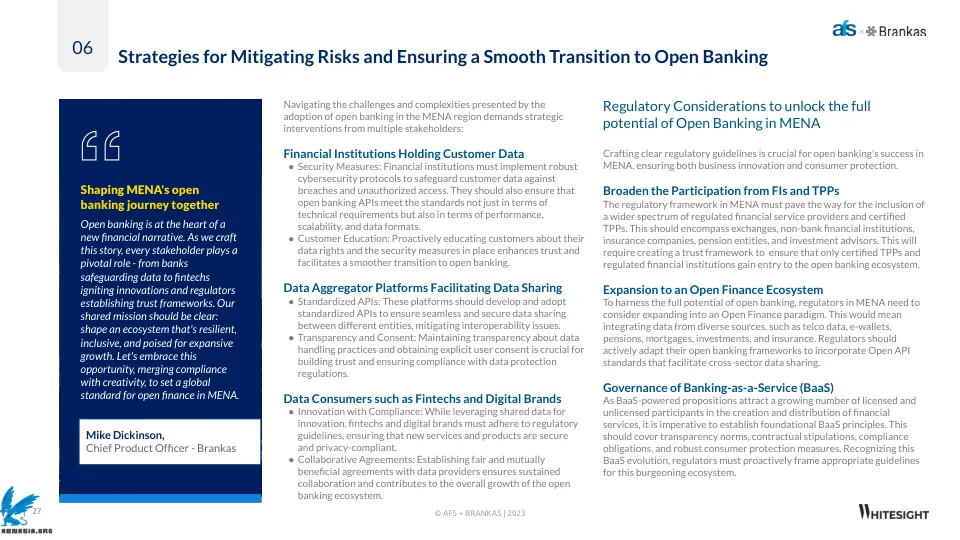 06
Strategies for Mitigating Risks and Ensuring a Smooth Transition to Open Banking
afs × Brankas
Shaping MENA's open
banking journey together
Open banking is at the heart of a
new financial narrative. As we craft
this story, every stakeholder plays a
pivotal role - from banks
safeguarding data to fintechs
igniting innovations and regulators
establishing trust frameworks. Our
shared mission should be clear:
shape an ecosystem that's resilient,
inclusive, and poised for expansive
growth. Let's embrace this
opportunity, merging compliance
with creativity, to set a global
standard for open finance in MENA.
Mike Dickinson,
Chief Product Officer - Brankas
Navigating the challenges and complexities presented by the
adoption of open banking in the MENA region demands strategic
interventions from multiple stakeholders:
Financial Institutions Holding Customer Data
● Security Measures: Financial institutions must implement robust
cybersecurity protocols to safeguard customer data against
breaches and unauthorized access. They should also ensure that
open banking APIs meet the standards not just in terms of
technical requirements but also in terms of performance,
scalability, and data formats.
● Customer Education: Proactively educating customers about their
data rights and the security measures in place enhances trust and
facilitates a smoother transition to open banking.
Data Aggregator Platforms Facilitating Data Sharing
● Standardized APIs: These platforms should develop and adopt
standardized APIs to ensure seamless and secure data sharing
between different entities, mitigating interoperability issues.
● Transparency and Consent: Maintaining transparency about data
handling practices and obtaining explicit user consent is crucial for
building trust and ensuring compliance with data protection
regulations.
Data Consumers such as Fintechs and Digital Brands
● Innovation with Compliance: While leveraging shared data for
innovation, fintechs and digital brands must adhere to regulatory
guidelines, ensuring that new services and products are secure
and privacy-compliant.
● Collaborative Agreements: Establishing fair and mutually
beneficial agreements with data providers ensures sustained
collaboration and contributes to the overall growth of the open
banking ecosystem.
Regulatory Considerations to unlock the full
potential of Open Banking in MENA
Crafting clear regulatory guidelines is crucial for open banking's success in
MENA, ensuring both business innovation and consumer protection.
Broaden the Participation from FIs and TPPs
The regulatory framework in MENA must pave the way for the inclusion of
a wider spectrum of regulated financial service providers and certified
TPPs. This should encompass exchanges, non-bank financial institutions,
insurance companies, pension entities, and investment advisors. This will
require creating a trust framework to ensure that only certified TPPs and
regulated financial institutions gain entry to the open banking ecosystem.
Expansion to an Open Finance Ecosystem
To harness the full potential of open banking, regulators in MENA need to
consider expanding into an Open Finance paradigm. This would mean
integrating data from diverse sources, such as telco data, e-wallets,
pensions, mortgages, investments, and insurance. Regulators should
actively adapt their open banking frameworks to incorporate Open API
standards that facilitate cross-sector data sharing.
Governance of Banking-as-a-Service (BaaS)
As BaaS-powered propositions attract a growing number of licensed and
unlicensed participants in the creation and distribution of financial
services, it is imperative to establish foundational BaaS principles. This
should cover transparency norms, contractual stipulations, compliance
obligations, and robust consumer protection measures. Recognizing this
BaaS evolution, regulators must proactively frame appropriate guidelines
for this burgeoning ecosystem.
27
ABMASIA.ORG
© AFS + BRANKAS | 2023
WHITESIGHT